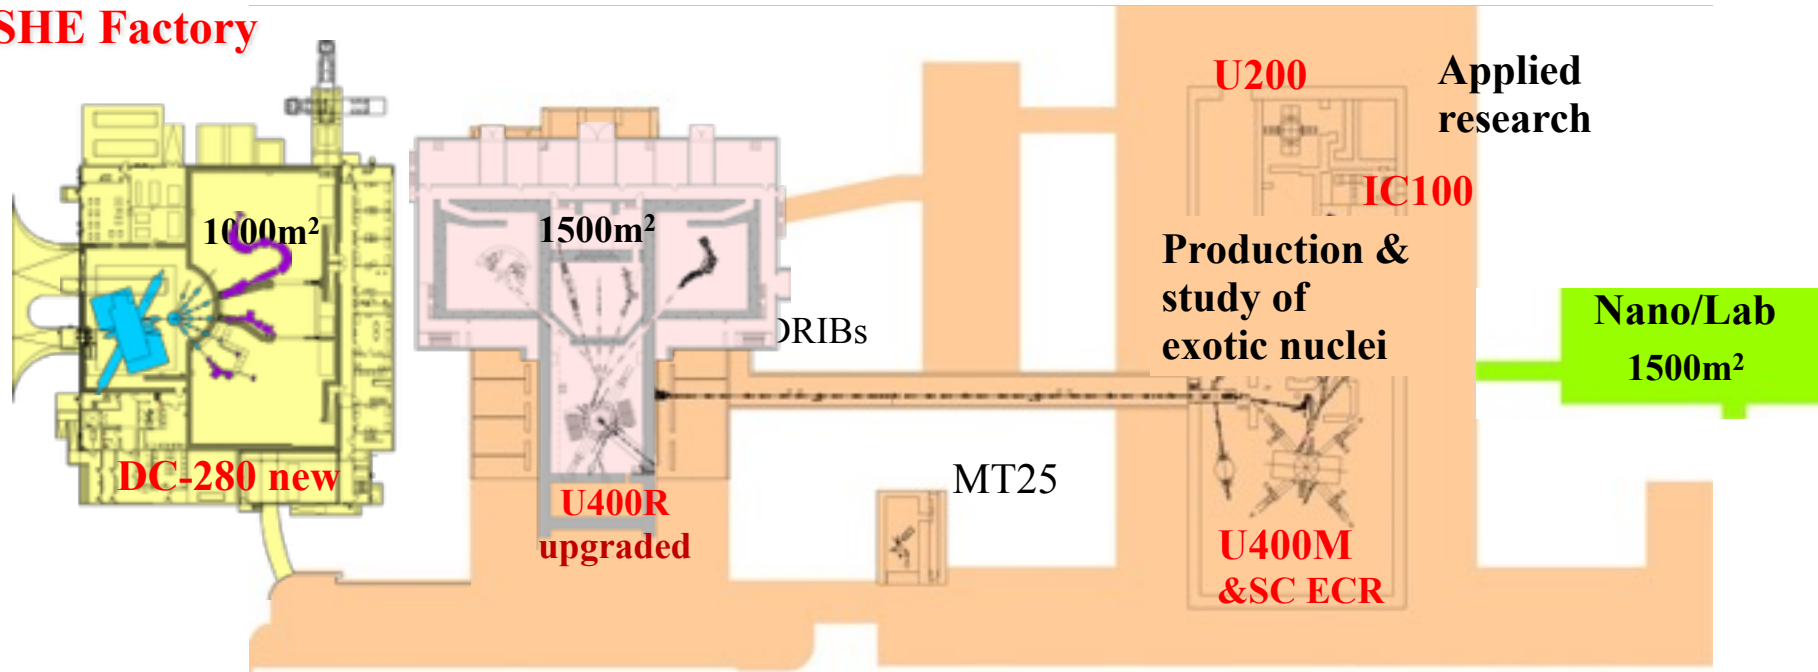 SHE Factory
1000m²
DC-280 new
1500m²
U400R
upgraded
DRIBs
MT25
U200
Applied
research
IC100
Production &
study of
exotic nuclei
U400M
&SC ECR
Nano/Lab
1500m²